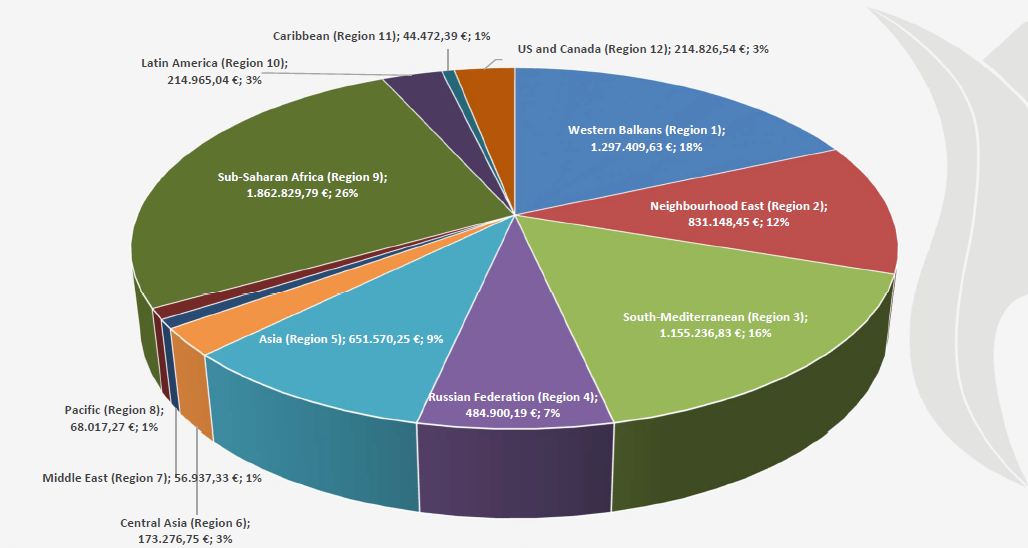 Caribbean (Region 11); 44.472,39 €; 1%
US and Canada (Region 12); 214.826,54 €; 3%
Latin America (Region 10);
214.965,04 €; 3%
Western Balkans (Region 1);
1.297.409,63 €; 18%
Sub-Saharan Africa (Region 9);
1.862.829,79 €; 26%
Neighbourhood East (Region 2);
831.148,45 €; 12%
South-Mediterranean (Region 3);
1.155.236,83 €; 16%
Asia (Region 5); 651.570,25 €; 9%
Russian Federation (Region 4);
484.900,19 €; 7%
Pacific (Region 8);
68.017,27 €; 1%
Middle East (Region 7); 56.937,33 €; 1%
Central Asia (Region 6);
173.276,75 €; 3%